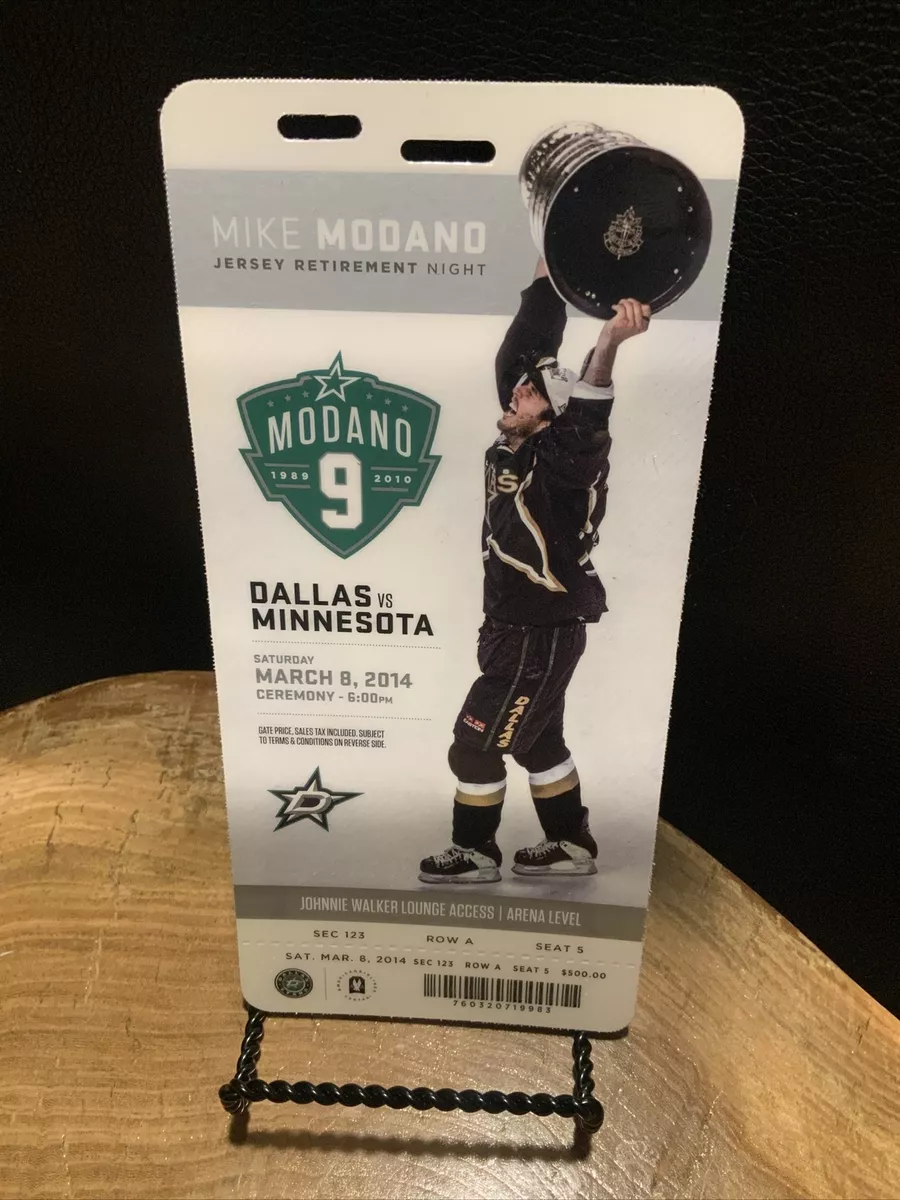 MIKE MODANO
JERSEY RETIREMENT NIGHT
MODANO
1989 9 2010
DALLAS VS
MINNESOTA
SATURDAY
MARCH 8, 2014
CEREMONY - 6:00PM
GATE PRICE, SALES TAX INCLUDED. SUBJECT
TO TERMS & CONDITIONS ON REVERSE SIDE.
D
S
DALLAS
JOHNNIE WALKER LOUNGE ACCESS | ARENA LEVEL
SEC 123 ROW A SEAT 5
SAT. MAR. 8, 2014 SEC 123 ROW A SEAT 5 $500.00
760320719983